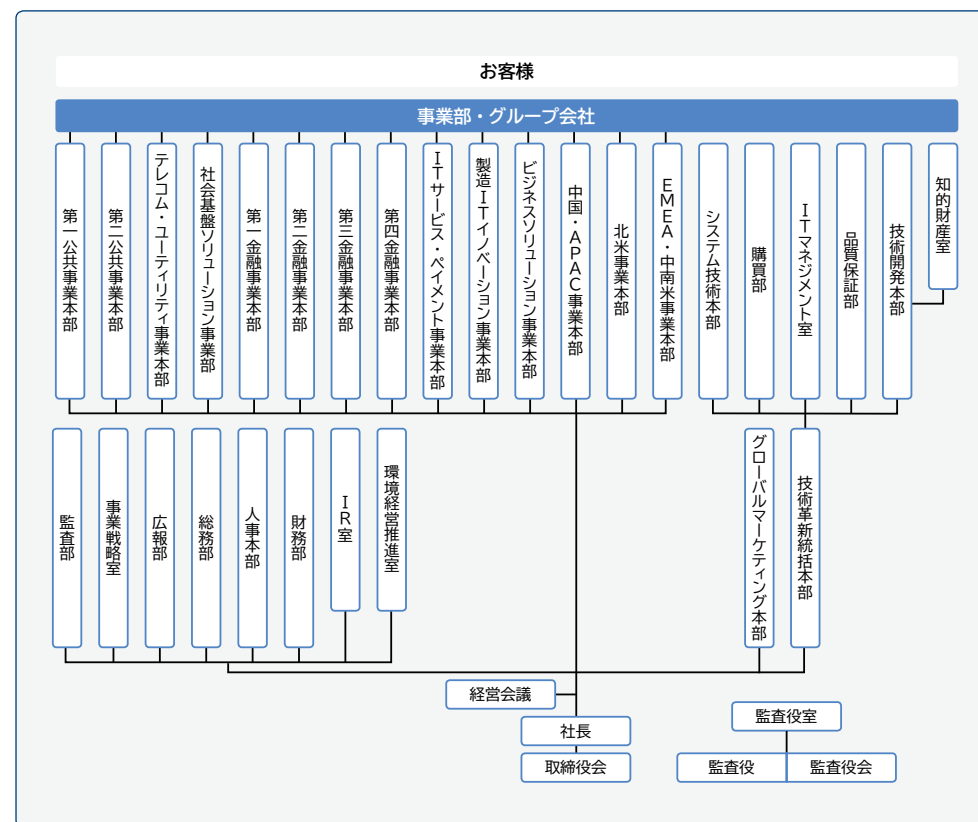 お客様
事業部・グループ会社
第一公共事業本部
第二公共事業本部
テレコム・ユーティリティ事業本部
社会基盤ソリューション事業部
第一金融事業本部
第二金融事業本部
第三金融事業本部
第四金融事業本部
ITサービス・ペイメント事業本部
製造ITイノベーション事業本部
ビジネスソリューション事業本部
中国・APAC事業本部
北米事業本部
EMEA・中南米事業本部
システム技術本部
購買部
ITマネジメント室
品質保証部
技術開発本部
知的財産室
監査部
事業戦略室
広報部
総務部
人事本部
財務部
IR室
環境経営推進室
グローバルマーケティング本部
技術革新統括本部
経営会議
社長
取締役会
監査役室
監査役
監査役会